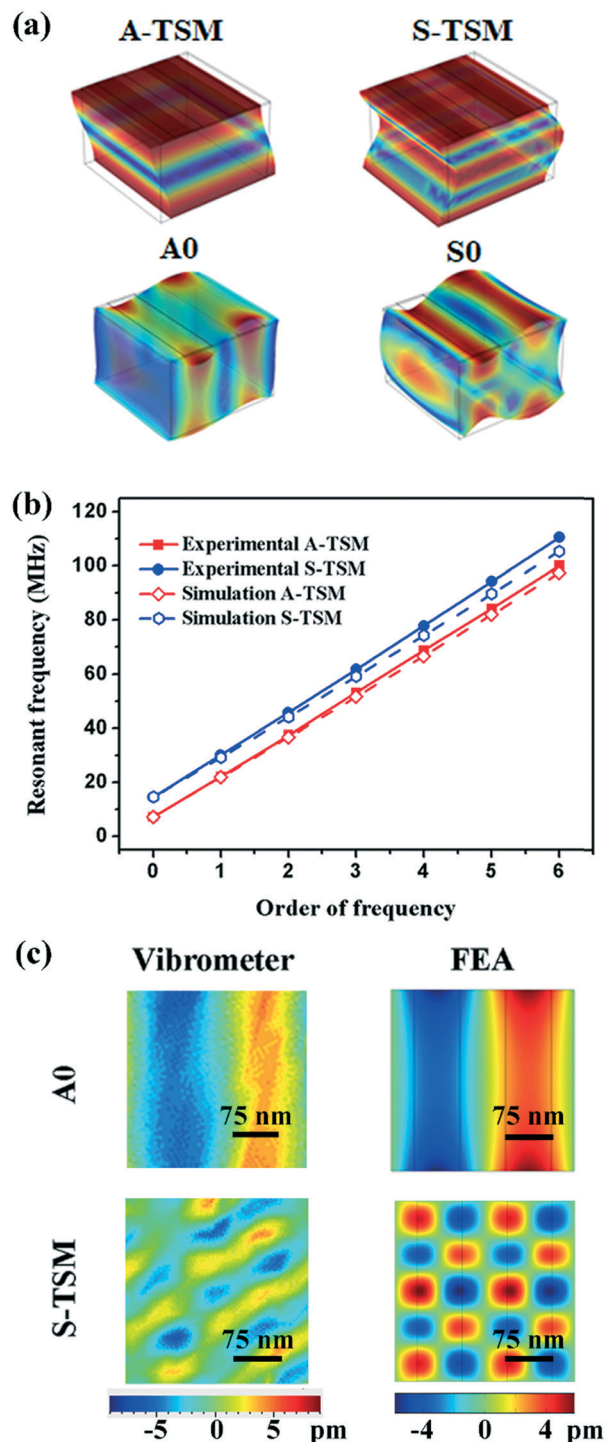 (a)
A-TSM S-TSM
A0 S0
(b)
120
100
80
60
40
20
0
Resonant frequency (MHz)
Experimental A-TSM
Experimental S-TSM
Simulation A-TSM
Simulation S-TSM
0 1 2 3 4 5 6
Order of frequency
(c)
Vibrometer FEA
A0
75 nm 75 nm
S-TSM
75 nm 75 nm
-5 0 5 pm -4 0 4 pm